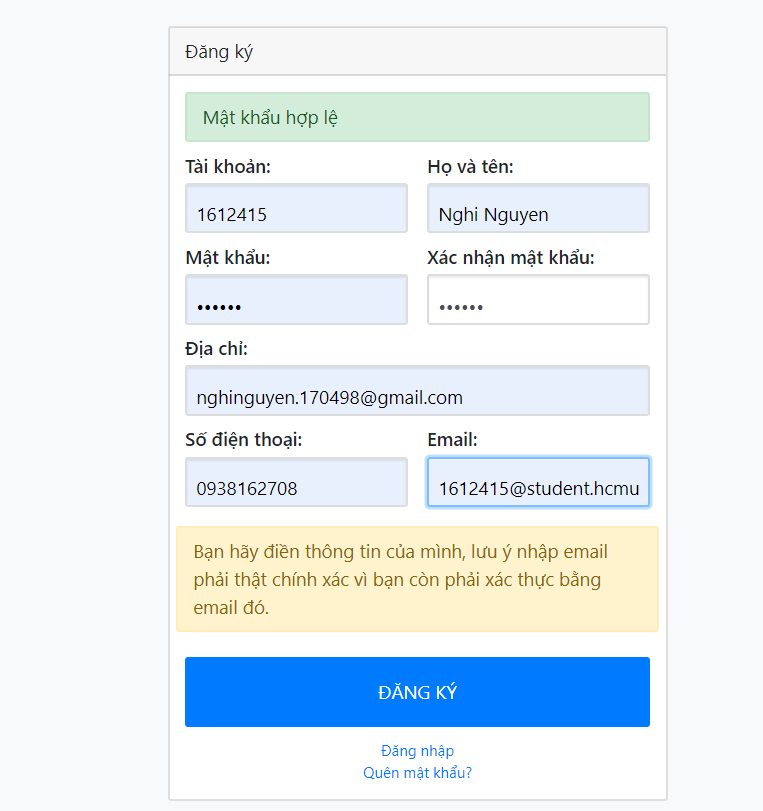 Đăng ký
Mật khẩu hợp lệ
Tài khoản: Họ và tên:
1612415 Nghi Nguyen
Mật khẩu: Xác nhận mật khẩu:
•••••• ••••••
Địa chỉ:
nghinguyen.170498@gmail.com
Số điện thoại: Email:
0938162708 1612415@student.hcmu
Bạn hãy điền thông tin của mình, lưu ý nhập email
phải thật chính xác vì bạn còn phải xác thực bằng
email đó.
ĐĂNG KÝ
Đăng nhập
Quên mật khẩu?